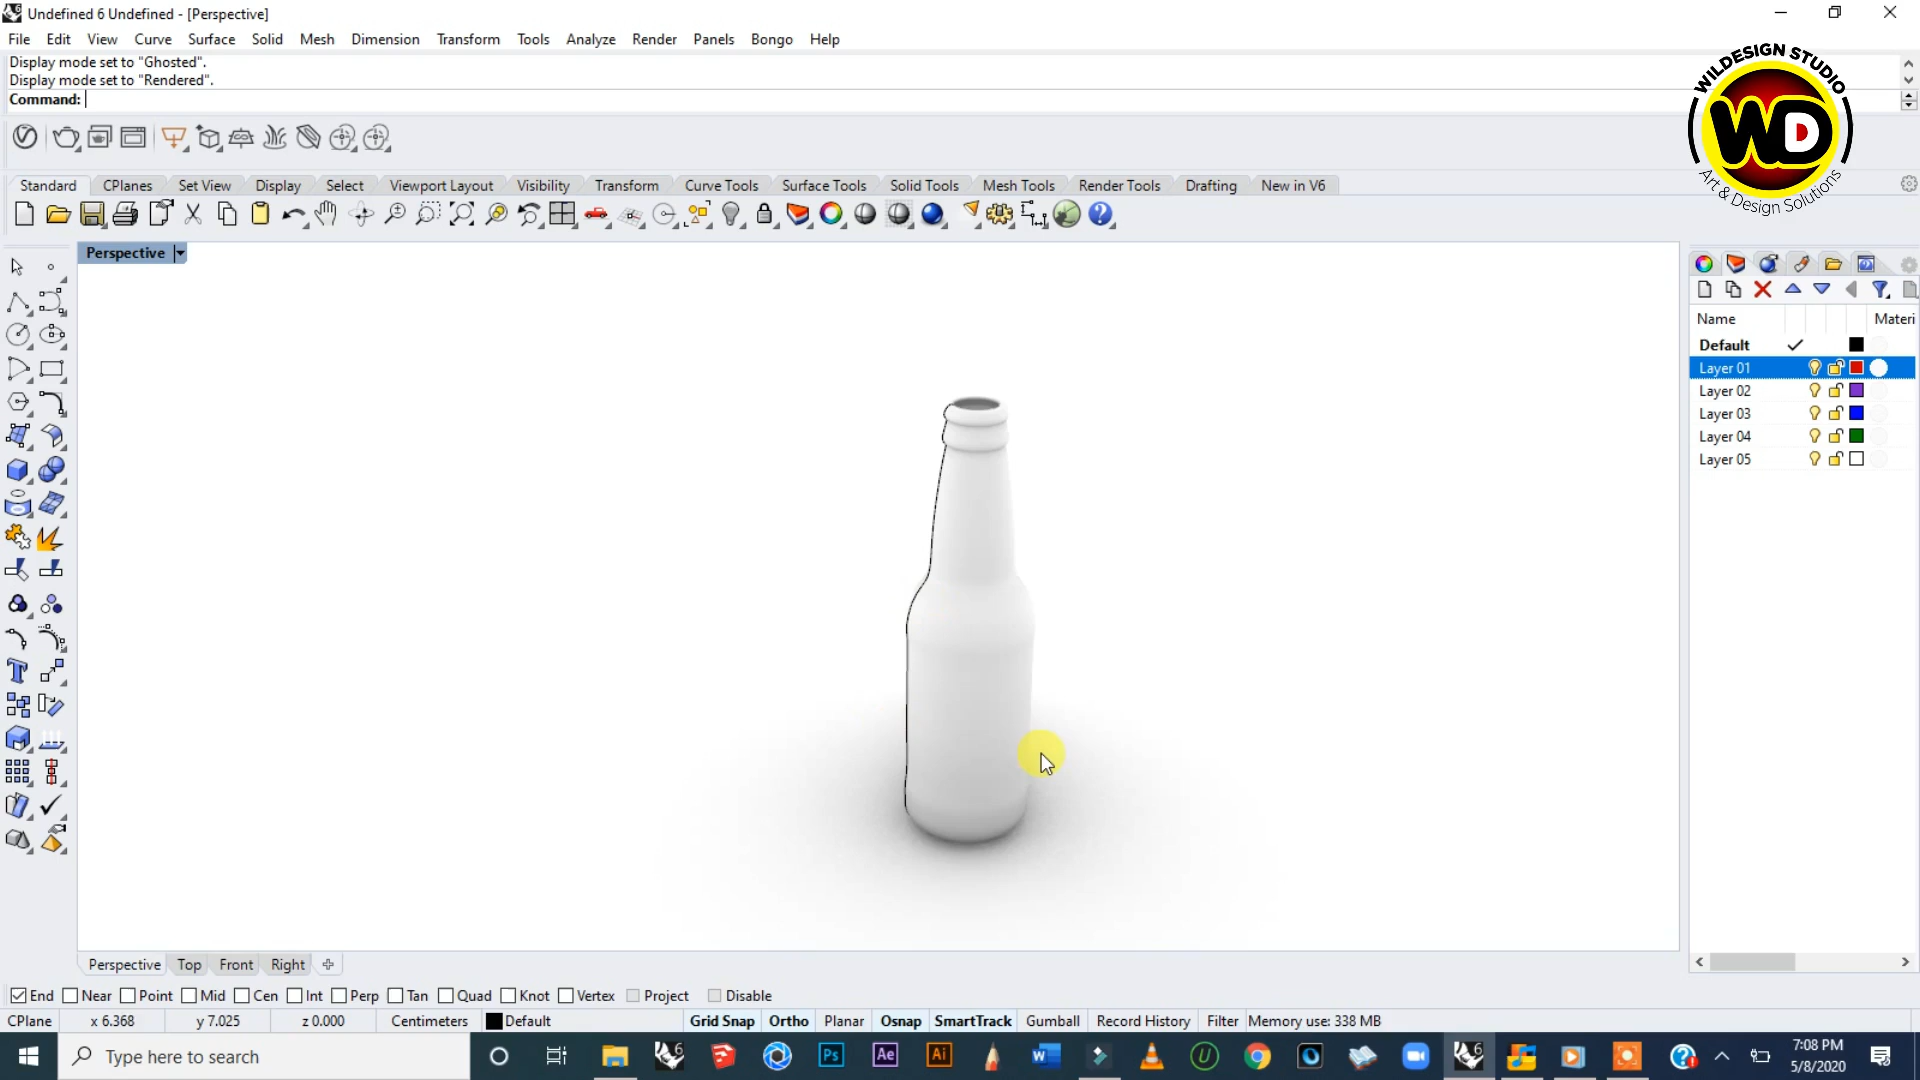 Undefined 6 Undefined - [Perspective]
File Edit View Curve Surface Solid Mesh Dimension Transform Tools Analyze Render Panels Bongo Help
Display mode set to "Ghosted".
Display mode set to "Rendered".
Command:
WILDESIGN STUDIO
WD
Art & Design Solutions
Standard CPlanes Set View Display Select Viewport Layout Visibility Transform Curve Tools Surface Tools Solid Tools Mesh Tools Render Tools Drafting New in V6
Perspective
Name Materi
Default
Layer 01
Layer 02
Layer 03
Layer 04
Layer 05
Perspective Top Front Right
End Near Point Mid Cen Int Perp Tan Quad Knot Vertex Project Disable
CPlane x 6.368 y 7.025 z 0.000 Centimeters Default Grid Snap Ortho Planar Osnap SmartTrack Gumball Record History Filter Memory use: 338 MB
Type here to search
Ps Ae Ai
7:08 PM
5/8/2020